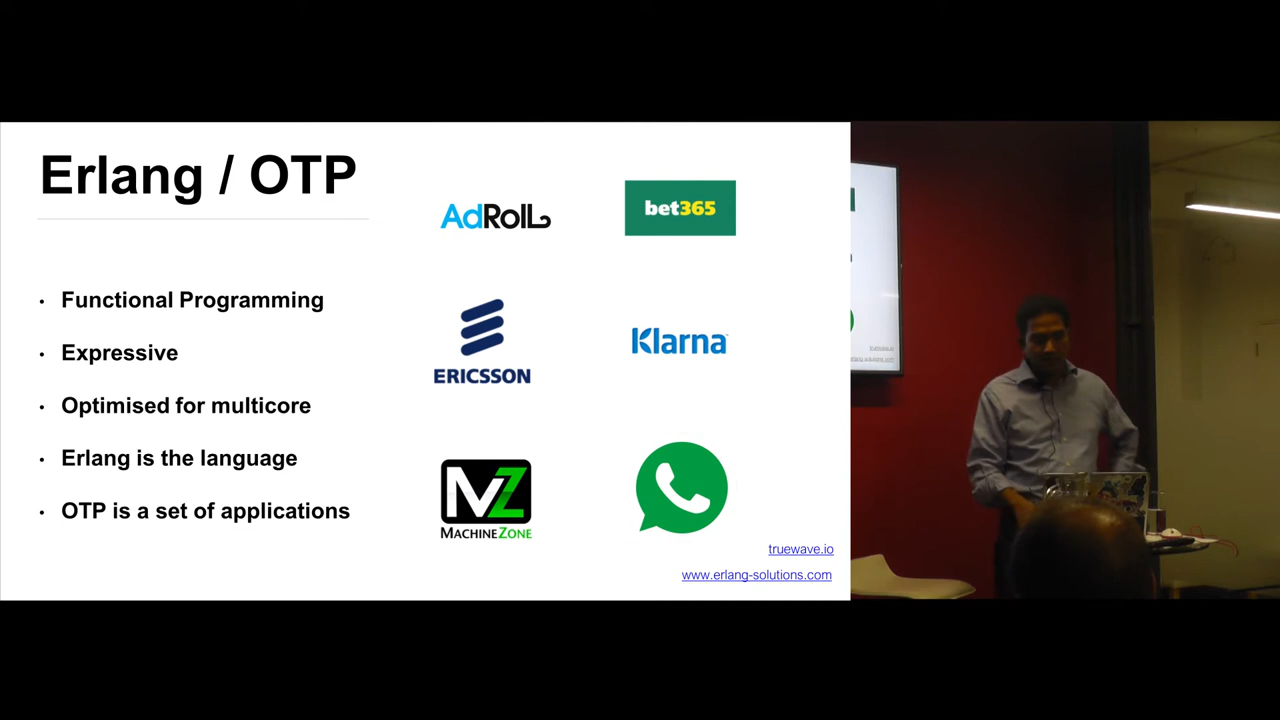 Erlang / OTP
AdRoll
bet365
• Functional Programming
• Expressive
• Optimised for multicore
• Erlang is the language
• OTP is a set of applications
ERICSSON
Klarna
MZ
MACHINEZONE
truewave.io
www.erlang-solutions.com